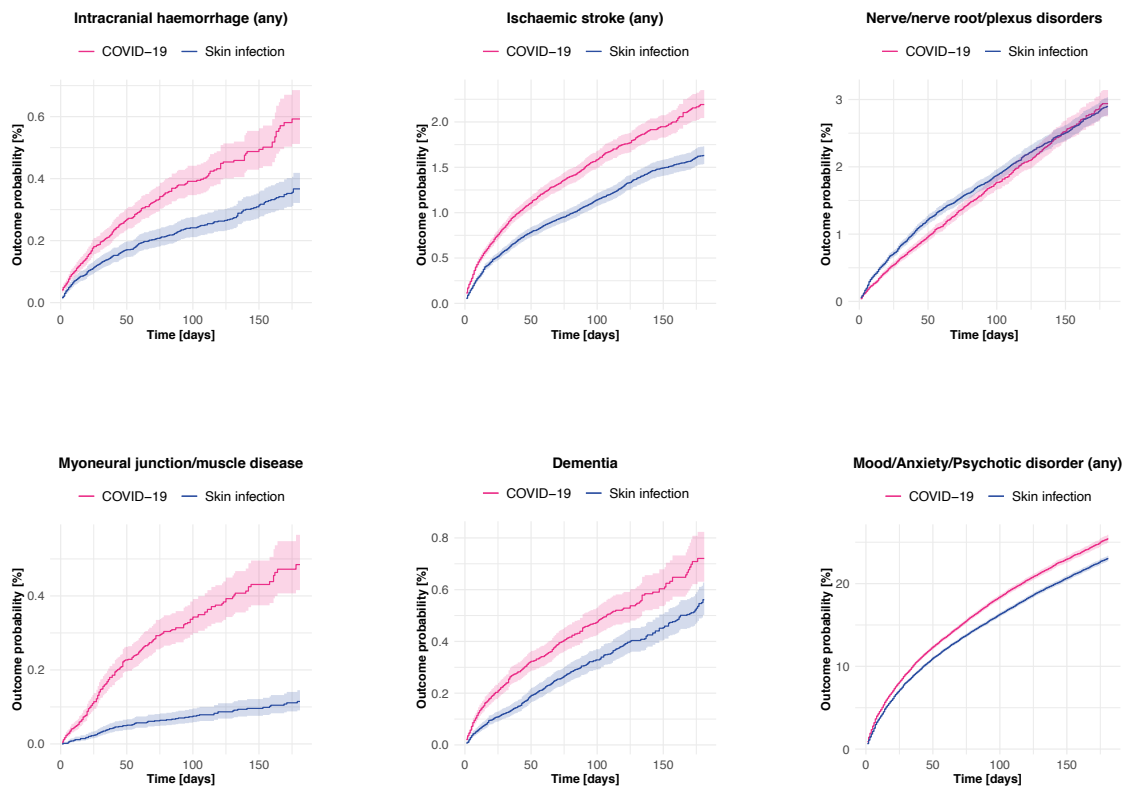 Intracranial haemorrhage (any)
COVID−19 Skin infection
Outcome probability [%]
0.6
0.4
0.2
0.0
0 50 100 150
Time [days]
Ischaemic stroke (any)
COVID−19 Skin infection
Outcome probability [%]
2.0
1.5
1.0
0.5
0.0
0 50 100 150
Time [days]
Nerve/nerve root/plexus disorders
COVID−19 Skin infection
Outcome probability [%]
3
2
1
0
0 50 100 150
Time [days]
Myoneural junction/muscle disease
COVID−19 Skin infection
Outcome probability [%]
0.4
0.2
0.0
0 50 100 150
Time [days]
Dementia
COVID−19 Skin infection
Outcome probability [%]
0.8
0.6
0.4
0.2
0.0
0 50 100 150
Time [days]
Mood/Anxiety/Psychotic disorder (any)
COVID−19 Skin infection
Outcome probability [%]
20
10
0
0 50 100 150
Time [days]